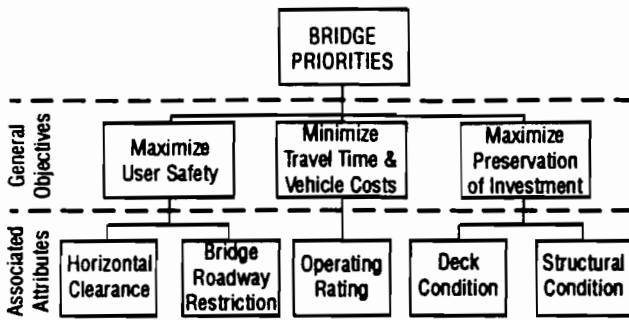 BRIDGE
PRIORITIES
General
Objectives
Maximize
User Safety
Minimize
Travel Time &
Vehicle Costs
Maximize
Preservation
of Investment
Associated
Attributes
Horizontal
Clearance
Bridge
Roadway
Restriction
Operating
Rating
Deck
Condition
Structural
Condition